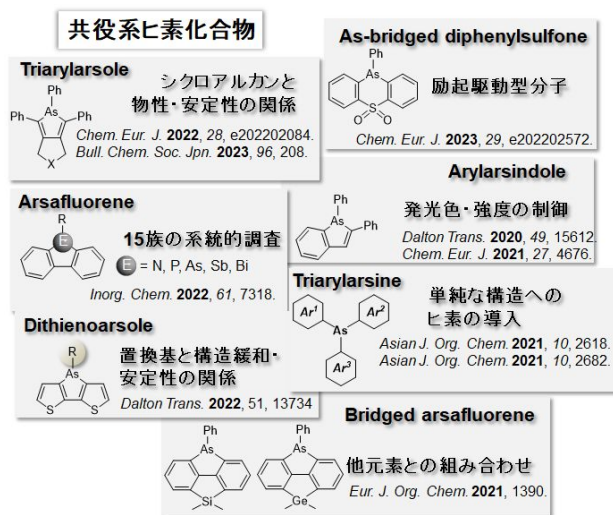 共役系ヒ素化合物
Triarylarsole
シクロアルカンと
物性・安定性の関係
Ph
As
Ph
Ph
X
Chem. Eur. J. 2022, 28, e202202084.
Bull. Chem. Soc. Jpn. 2023, 96, 208.
As-bridged diphenylsulfone
Ph
As
S
O O
励起駆動型分子
Chem. Eur. J. 2023, 29, e202202572.
Arsafluorene
R
E
15族の系統的調査
E = N, P, As, Sb, Bi
Inorg. Chem. 2022, 61, 7318.
Arylarsindole
Ph
As
Ph
発光色・強度の制御
Dalton Trans. 2020, 49, 15612.
Chem. Eur. J. 2021, 27, 4676.
Dithienoarsole
R
As
S S
置換基と構造緩和・
安定性の関係
Dalton Trans. 2022, 51, 13734
Triarylarsine
Ar1 Ar2
As
Ar3
単純な構造への
ヒ素の導入
Asian J. Org. Chem. 2021, 10, 2618.
Asian J. Org. Chem. 2021, 10, 2682.
Bridged arsafluorene
Ph Ph
As As
Si Ge
他元素との組み合わせ
Eur. J. Org. Chem. 2021, 1390.